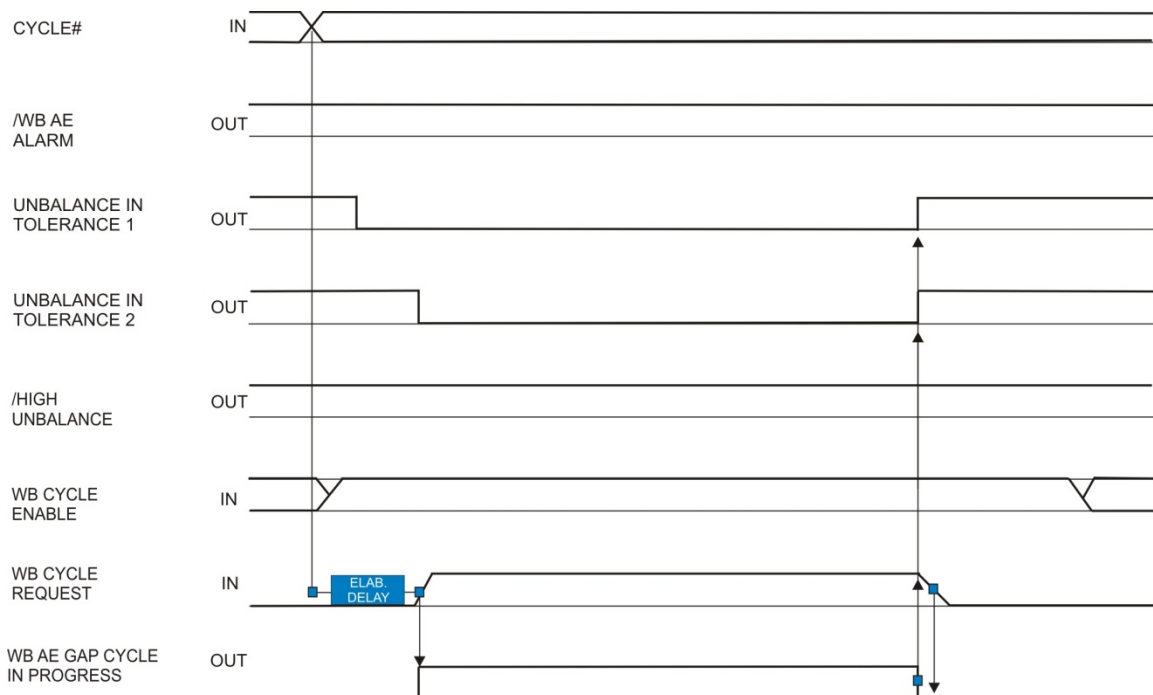 CYCLE# IN
/WB AE
ALARM
OUT
UNBALANCE IN
TOLERANCE 1
OUT
UNBALANCE IN
TOLERANCE 2
OUT
/HIGH
UNBALANCE
OUT
WB CYCLE
ENABLE
IN
WB CYCLE
REQUEST
IN
ELAB.
DELAY
WB AE GAP CYCLE
IN PROGRESS
OUT